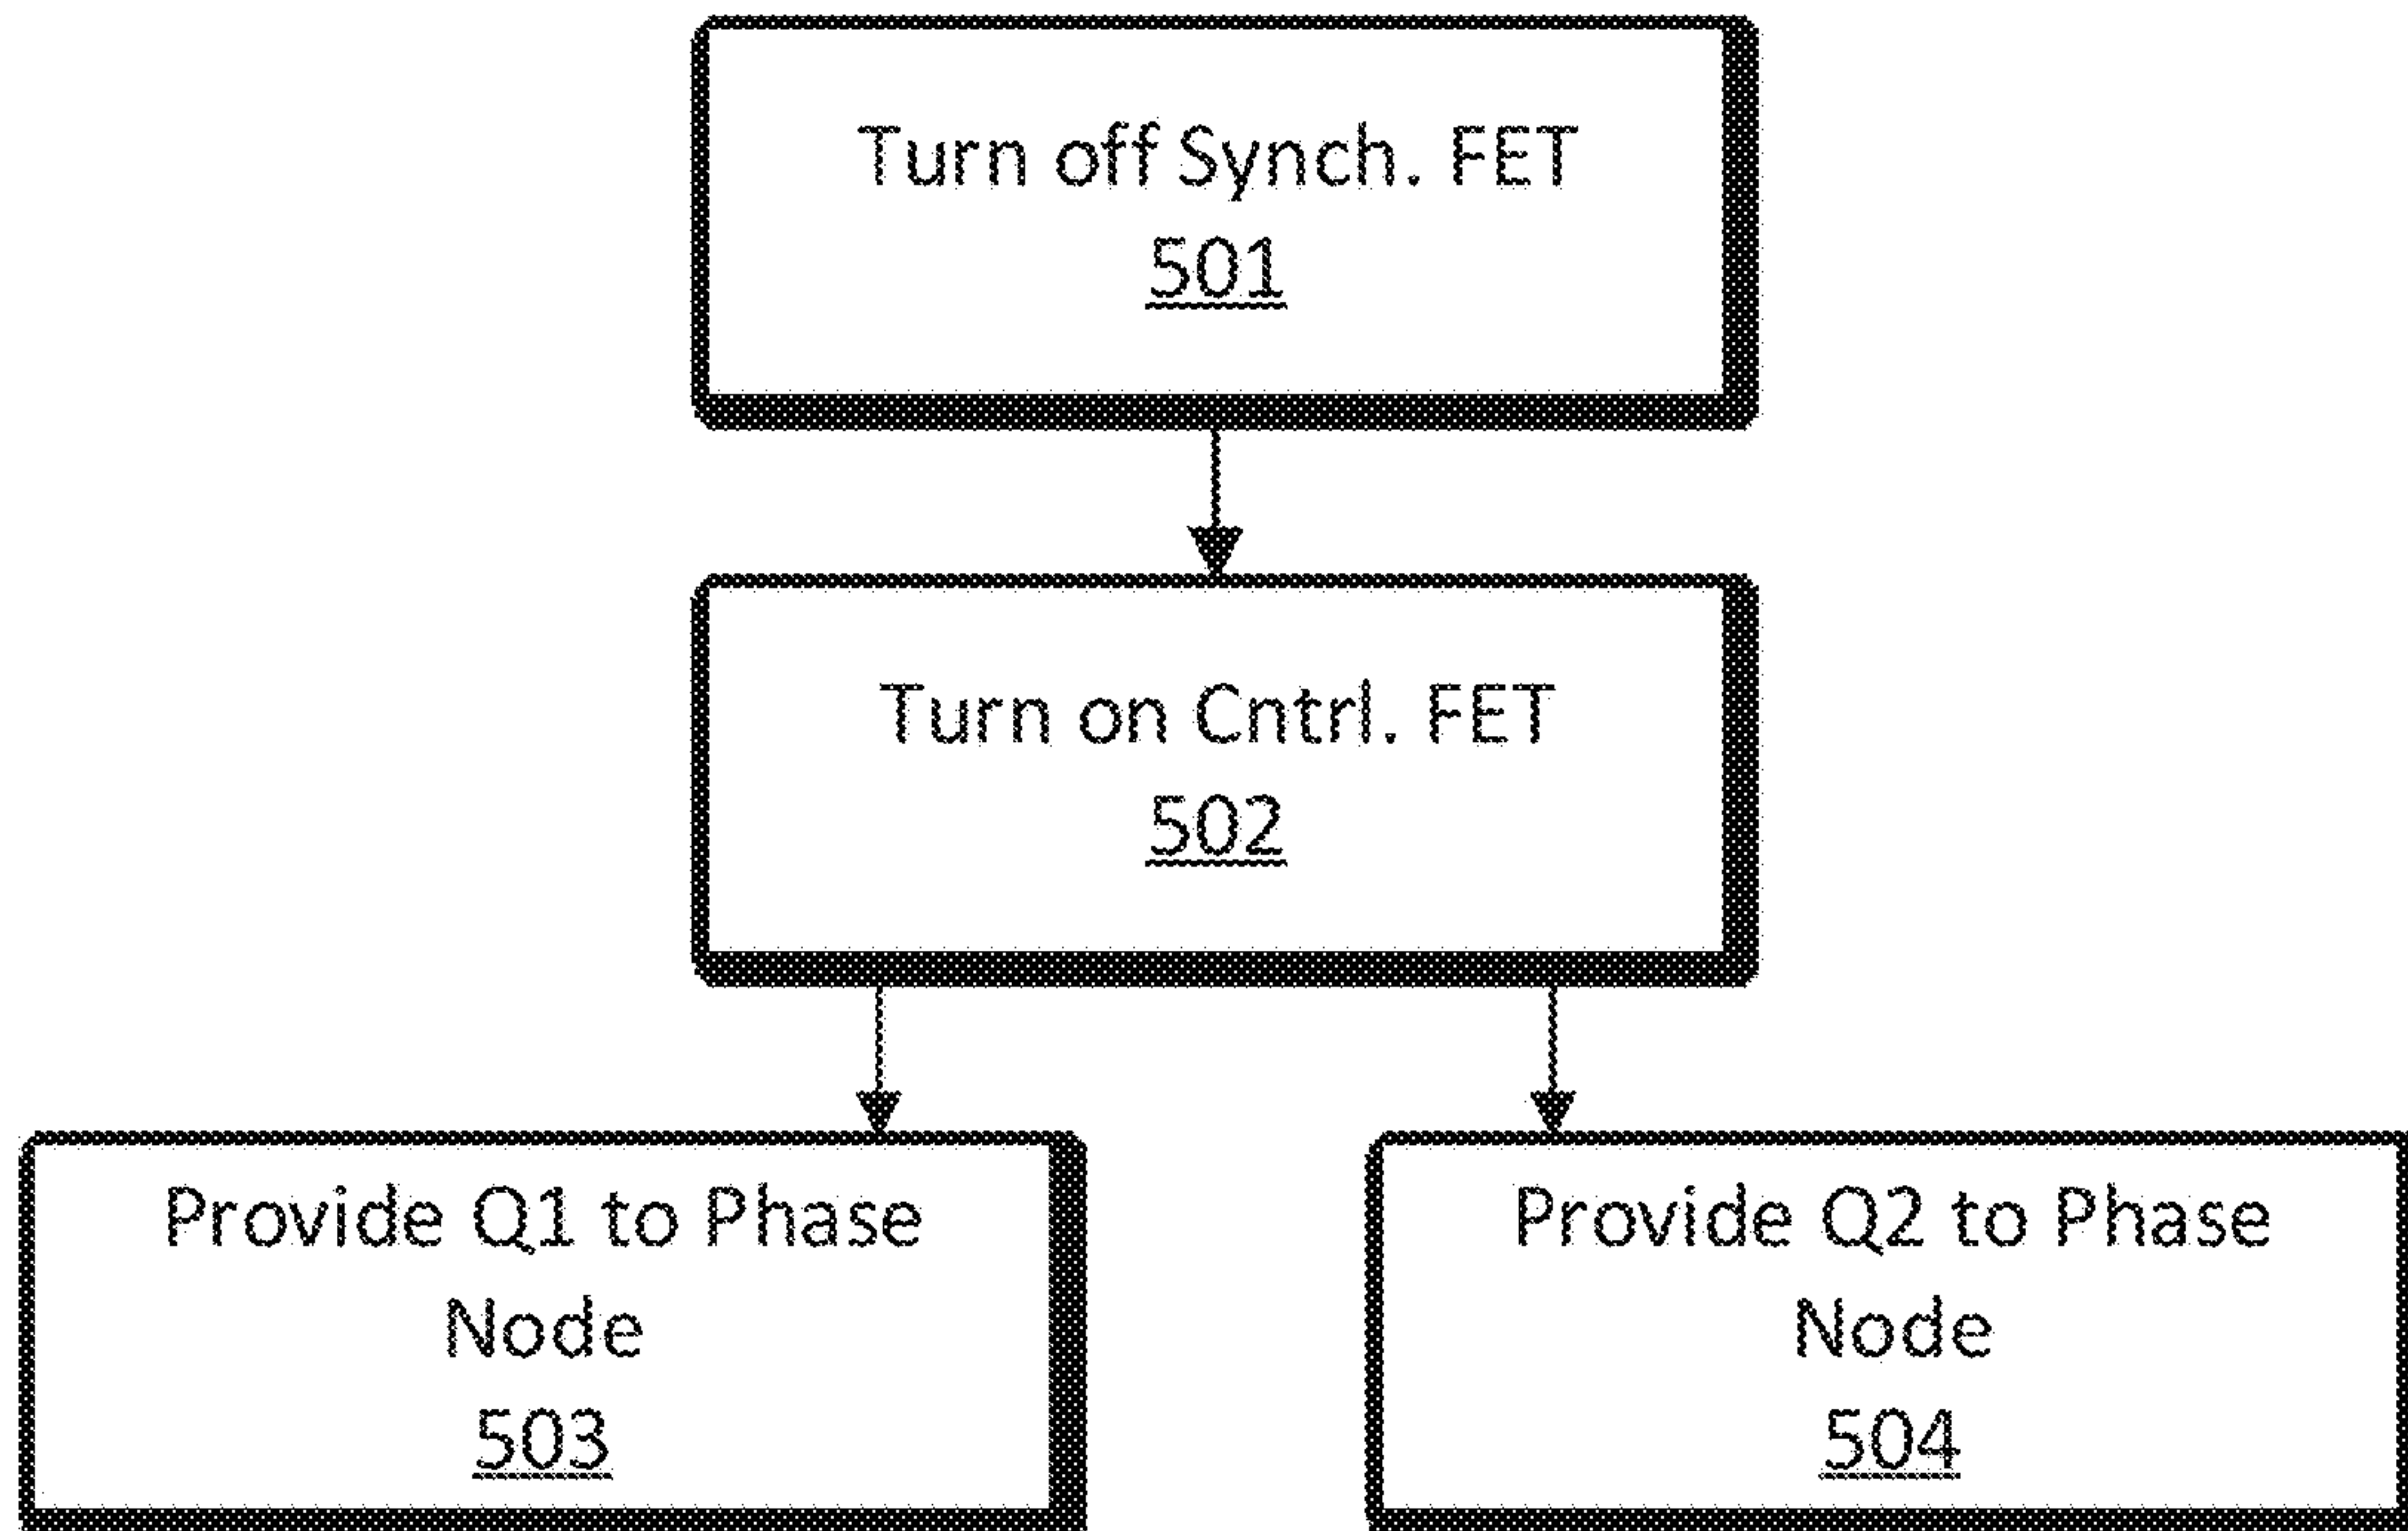 Turn off Synch. FET
501
Turn on Cntrl. FET
502
Provide Q1 to Phase
Node
503
Provide Q2 to Phase
Node
504